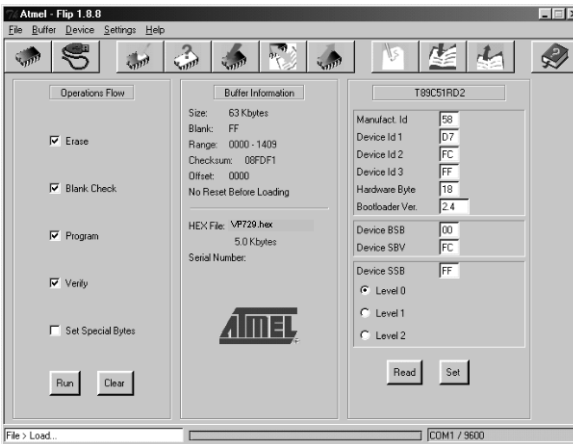 Atmel - Flip 1.8.8
File Buffer Device Settings Help
Operations Flow
Erase
Blank Check
Program
Verify
Set Special Bytes
Run Clear
Buffer Information
Size: 63 Kbytes
Blank: FF
Range: 0000 - 1409
Checksum: 08FDF1
Offset: 0000
No Reset Before Loading
HEX File: VP729.hex
5.0 Kbytes
Serial Number:
ATMEL
T89C51RD2
Manufact. Id 58
Device Id 1 D7
Device Id 2 FC
Device Id 3 FF
Hardware Byte 18
Bootloader Ver. 2.4
Device BSB 00
Device SBV FC
Device SSB FF
Level 0
Level 1
Level 2
Read Set
File > Load...
COM1 / 9600